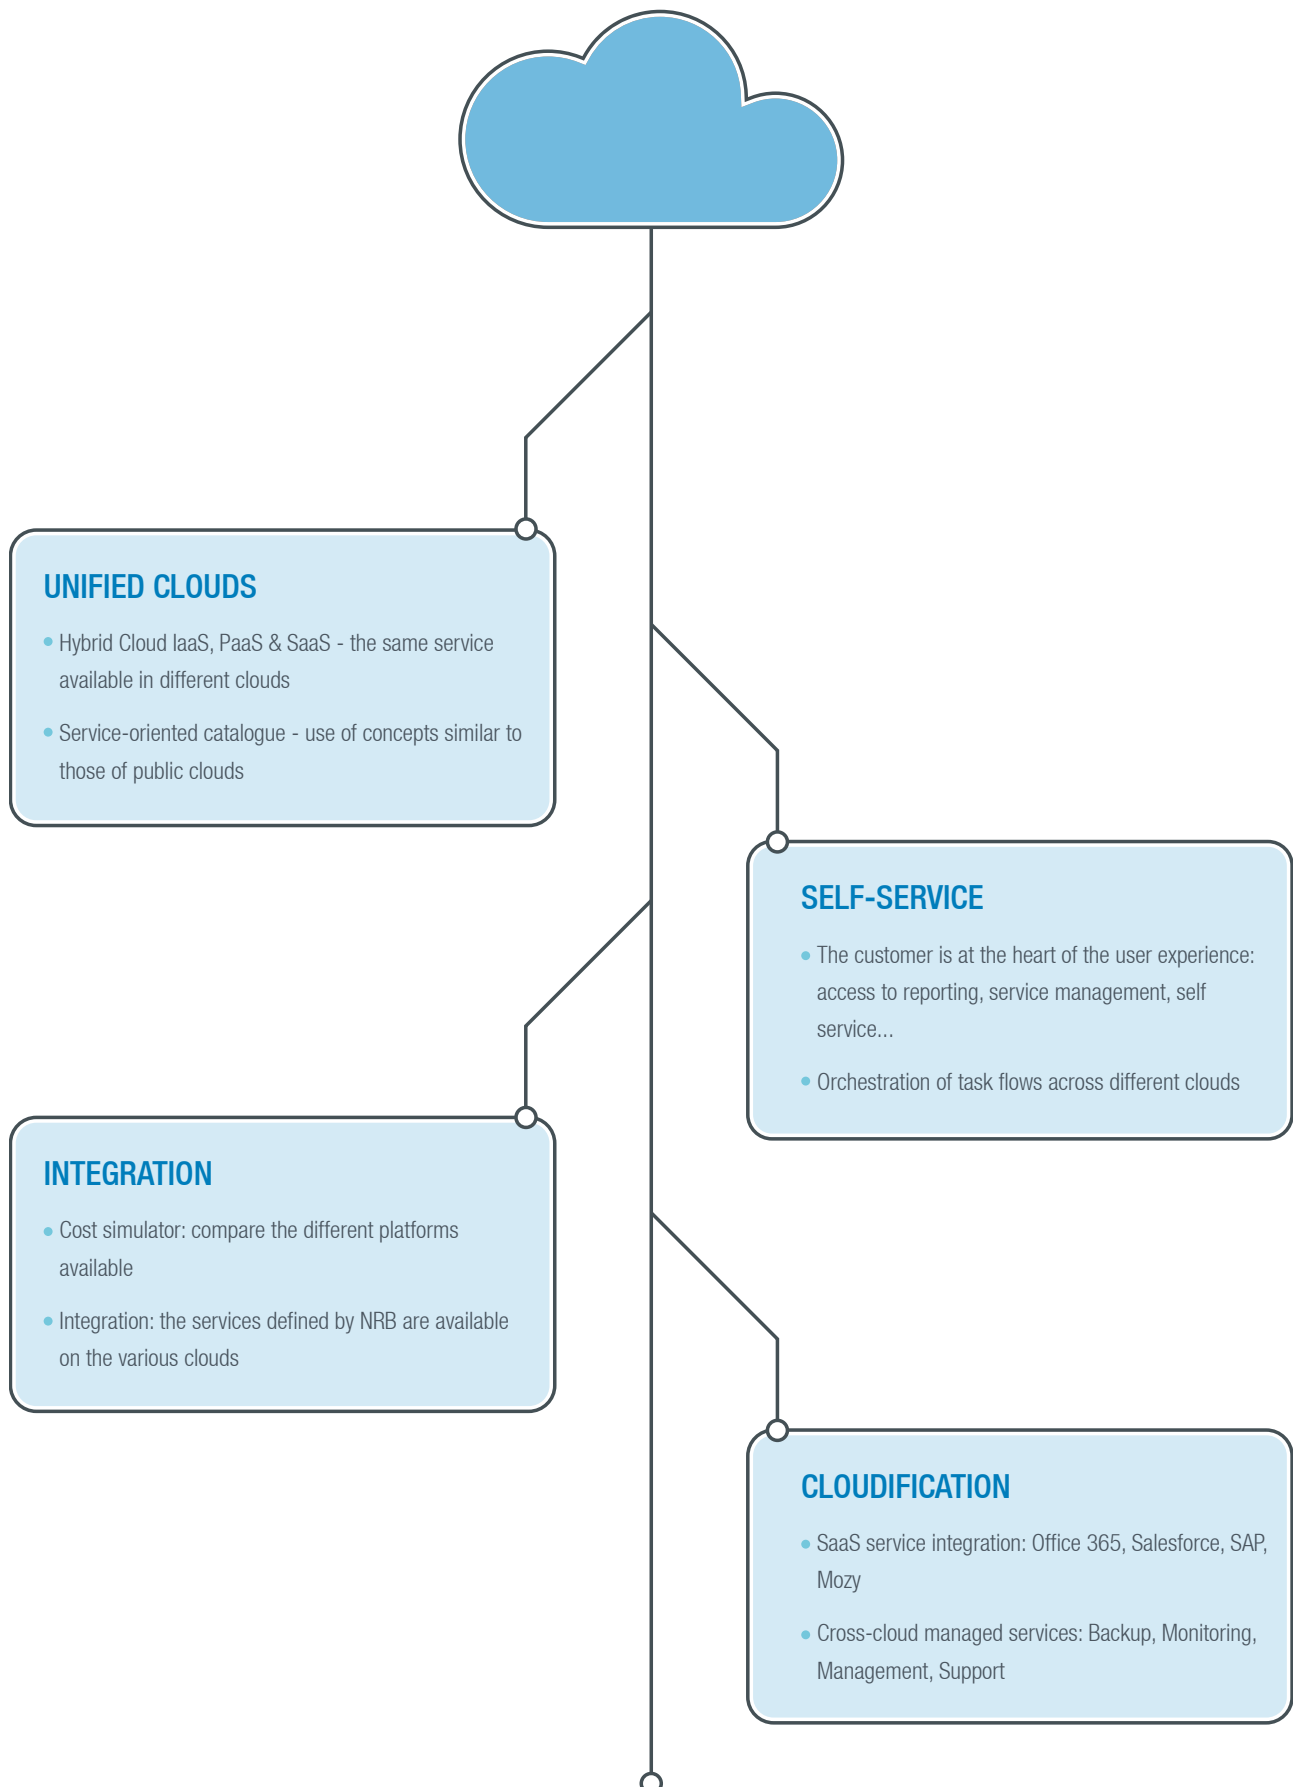 UNIFIED CLOUDS
Hybrid Cloud IaaS, PaaS & SaaS - the same service
available in different clouds
Service-oriented catalogue - use of concepts similar to
those of public clouds
SELF-SERVICE
The customer is at the heart of the user experience:
access to reporting, service management, self
service...
Orchestration of task flows across different clouds
INTEGRATION
Cost simulator: compare the different platforms
available
Integration: the services defined by NRB are available
on the various clouds
CLOUDIFICATION
SaaS service integration: Office 365, Salesforce, SAP,
Mozy
Cross-cloud managed services: Backup, Monitoring,
Management, Support